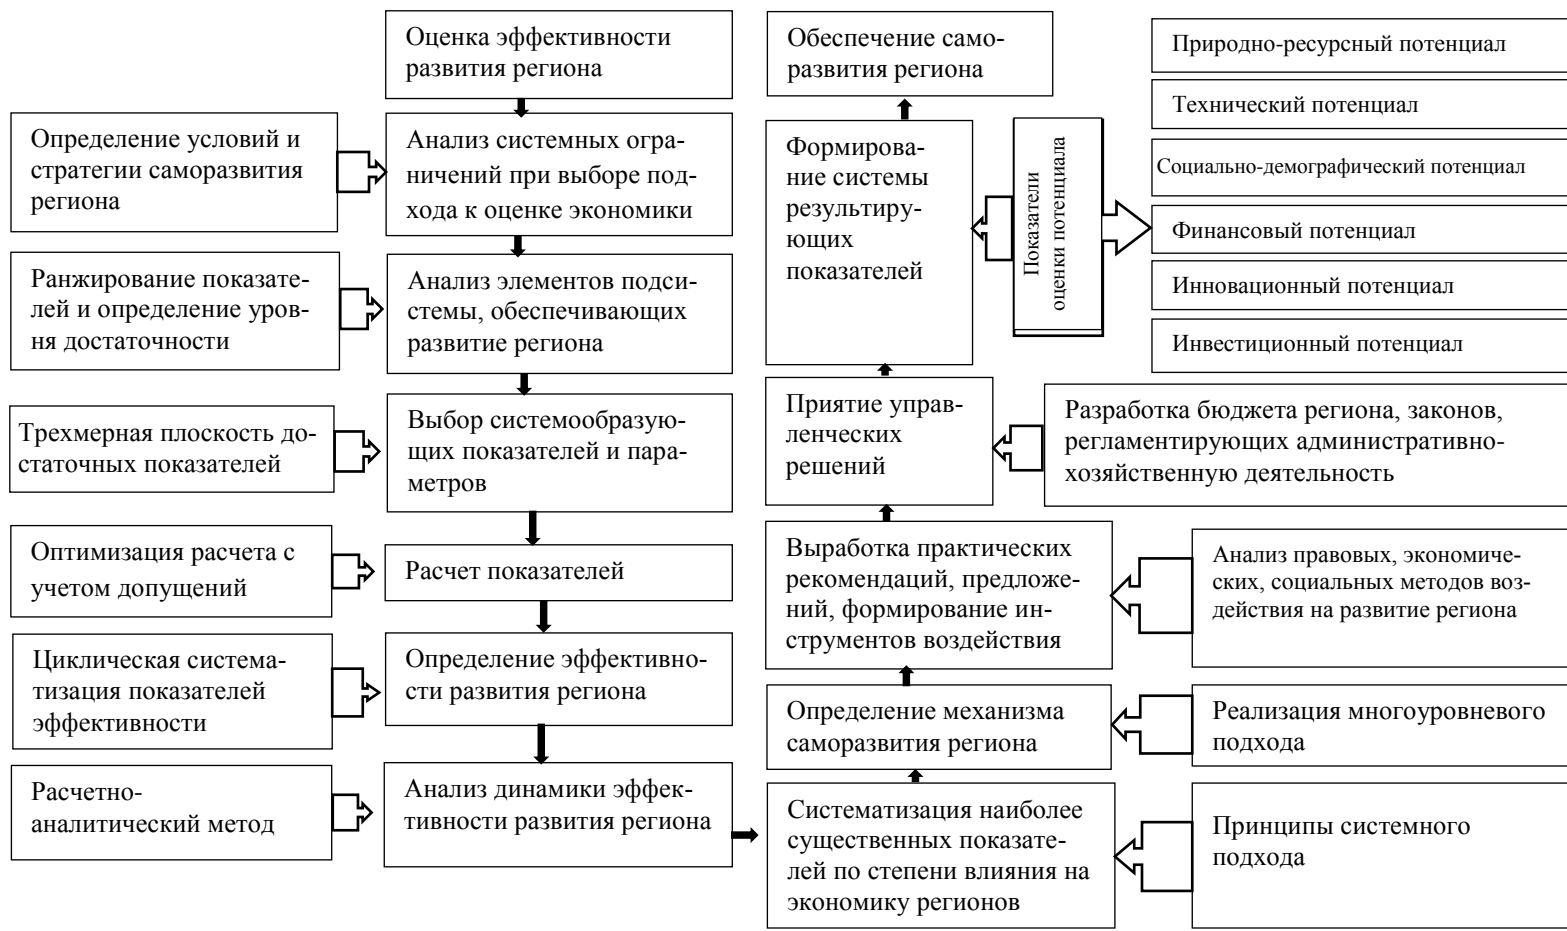 Оценка эффективности
развития региона
Определение условий и
стратегии саморазвития
региона
Анализ системных огра-
ничений при выборе под-
хода к оценке экономики
Ранжирование показате-
лей и определение уров-
ня достаточности
Анализ элементов подси-
стемы, обеспечивающих
развитие региона
Трехмерная плоскость до-
статочных показателей
Выбор системообразую-
щих показателей и пара-
метров
Оптимизация расчета с
учетом допущений
Расчет показателей
Циклическая система-
тизация показателей
эффективности
Определение эффективно-
сти развития региона
Расчетно-
аналитический метод
Анализ динамики эффек-
тивности развития региона
Обеспечение само-
развития региона
Формирова-
ние системы
результиру-
ющих
показателей
Показатели
оценки потенциала
Природно-ресурсный потенциал
Технический потенциал
Социально-демографический потенциал
Финансовый потенциал
Инновационный потенциал
Инвестиционный потенциал
Приятие управ-
ленческих
решений
Разработка бюджета региона, законов,
регламентирующих административно-
хозяйственную деятельность
Выработка практических
рекомендаций, предложе-
ний, формирование ин-
струментов воздействия
Анализ правовых, экономиче-
ских, социальных методов воз-
действия на развитие региона
Определение механизма
саморазвития региона
Реализация многоуровневого
подхода
Систематизация наиболее
существенных показате-
лей по степени влияния на
экономику регионов
Принципы системного
подхода